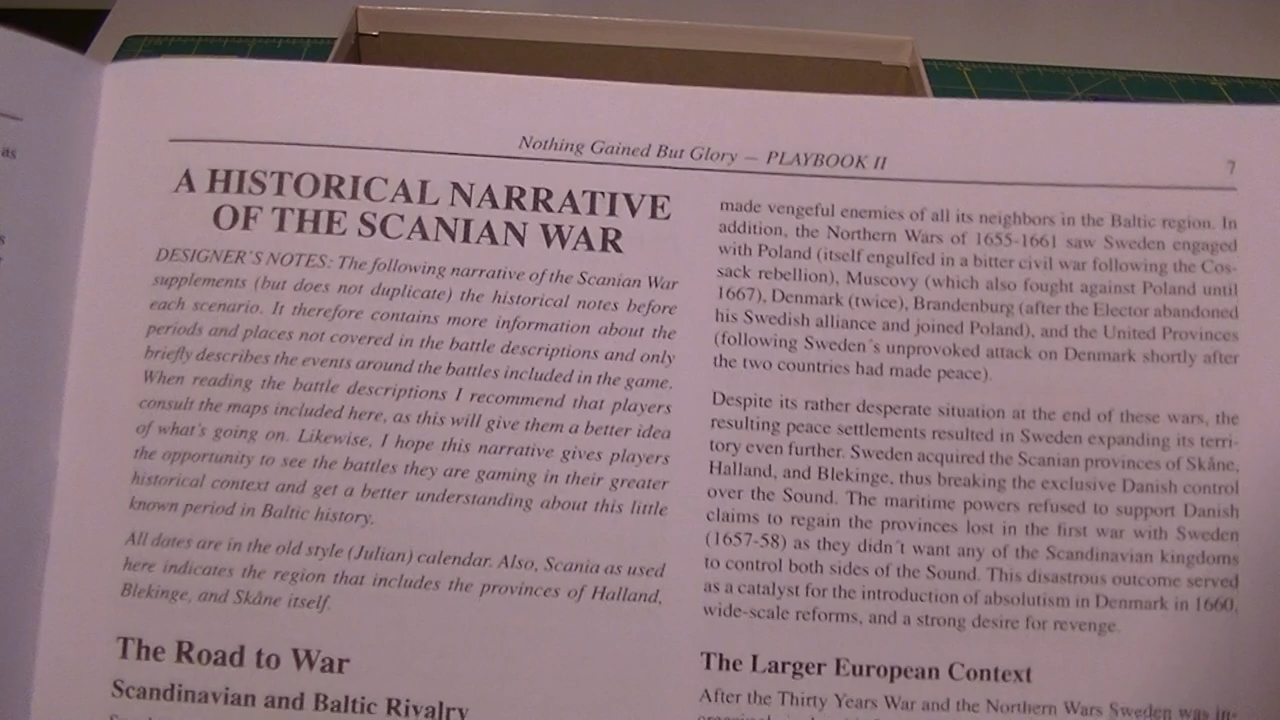 as
s
Nothing Gained But Glory — PLAYBOOK II
7
A HISTORICAL NARRATIVE
OF THE SCANIAN WAR
DESIGNER'S NOTES: The following narrative of the Scanian War
supplements (but does not duplicate) the historical notes before
each scenario. It therefore contains more information about the
periods and places not covered in the battle descriptions and only
briefly describes the events around the battles included in the game.
When reading the battle descriptions I recommend that players
consult the maps included here, as this will give them a better idea
of what's going on. Likewise, I hope this narrative gives players
the opportunity to see the battles they are gaming in their greater
historical context and get a better understanding about this little
known period in Baltic history.
All dates are in the old style (Julian) calendar. Also, Scania as used
here indicates the region that includes the provinces of Halland,
Blekinge, and Skåne itself.
The Road to War
Scandinavian and Baltic Rivalry
made vengeful enemies of all its neighbors in the Baltic region. In
addition, the Northern Wars of 1655-1661 saw Sweden engaged
with Poland (itself engulfed in a bitter civil war following the Cos-
sack rebellion), Muscovy (which also fought against Poland until
1667), Denmark (twice), Brandenburg (after the Elector abandoned
his Swedish alliance and joined Poland), and the United Provinces
(following Sweden's unprovoked attack on Denmark shortly after
the two countries had made peace).
Despite its rather desperate situation at the end of these wars, the
resulting peace settlements resulted in Sweden expanding its terri-
tory even further. Sweden acquired the Scanian provinces of Skåne,
Halland, and Blekinge, thus breaking the exclusive Danish control
over the Sound. The maritime powers refused to support Danish
claims to regain the provinces lost in the first war with Sweden
(1657-58) as they didn't want any of the Scandinavian kingdoms
to control both sides of the Sound. This disastrous outcome served
as a catalyst for the introduction of absolutism in Denmark in 1660,
wide-scale reforms, and a strong desire for revenge.
The Larger European Context
After the Thirty Years War and the Northern Wars Sweden was in-